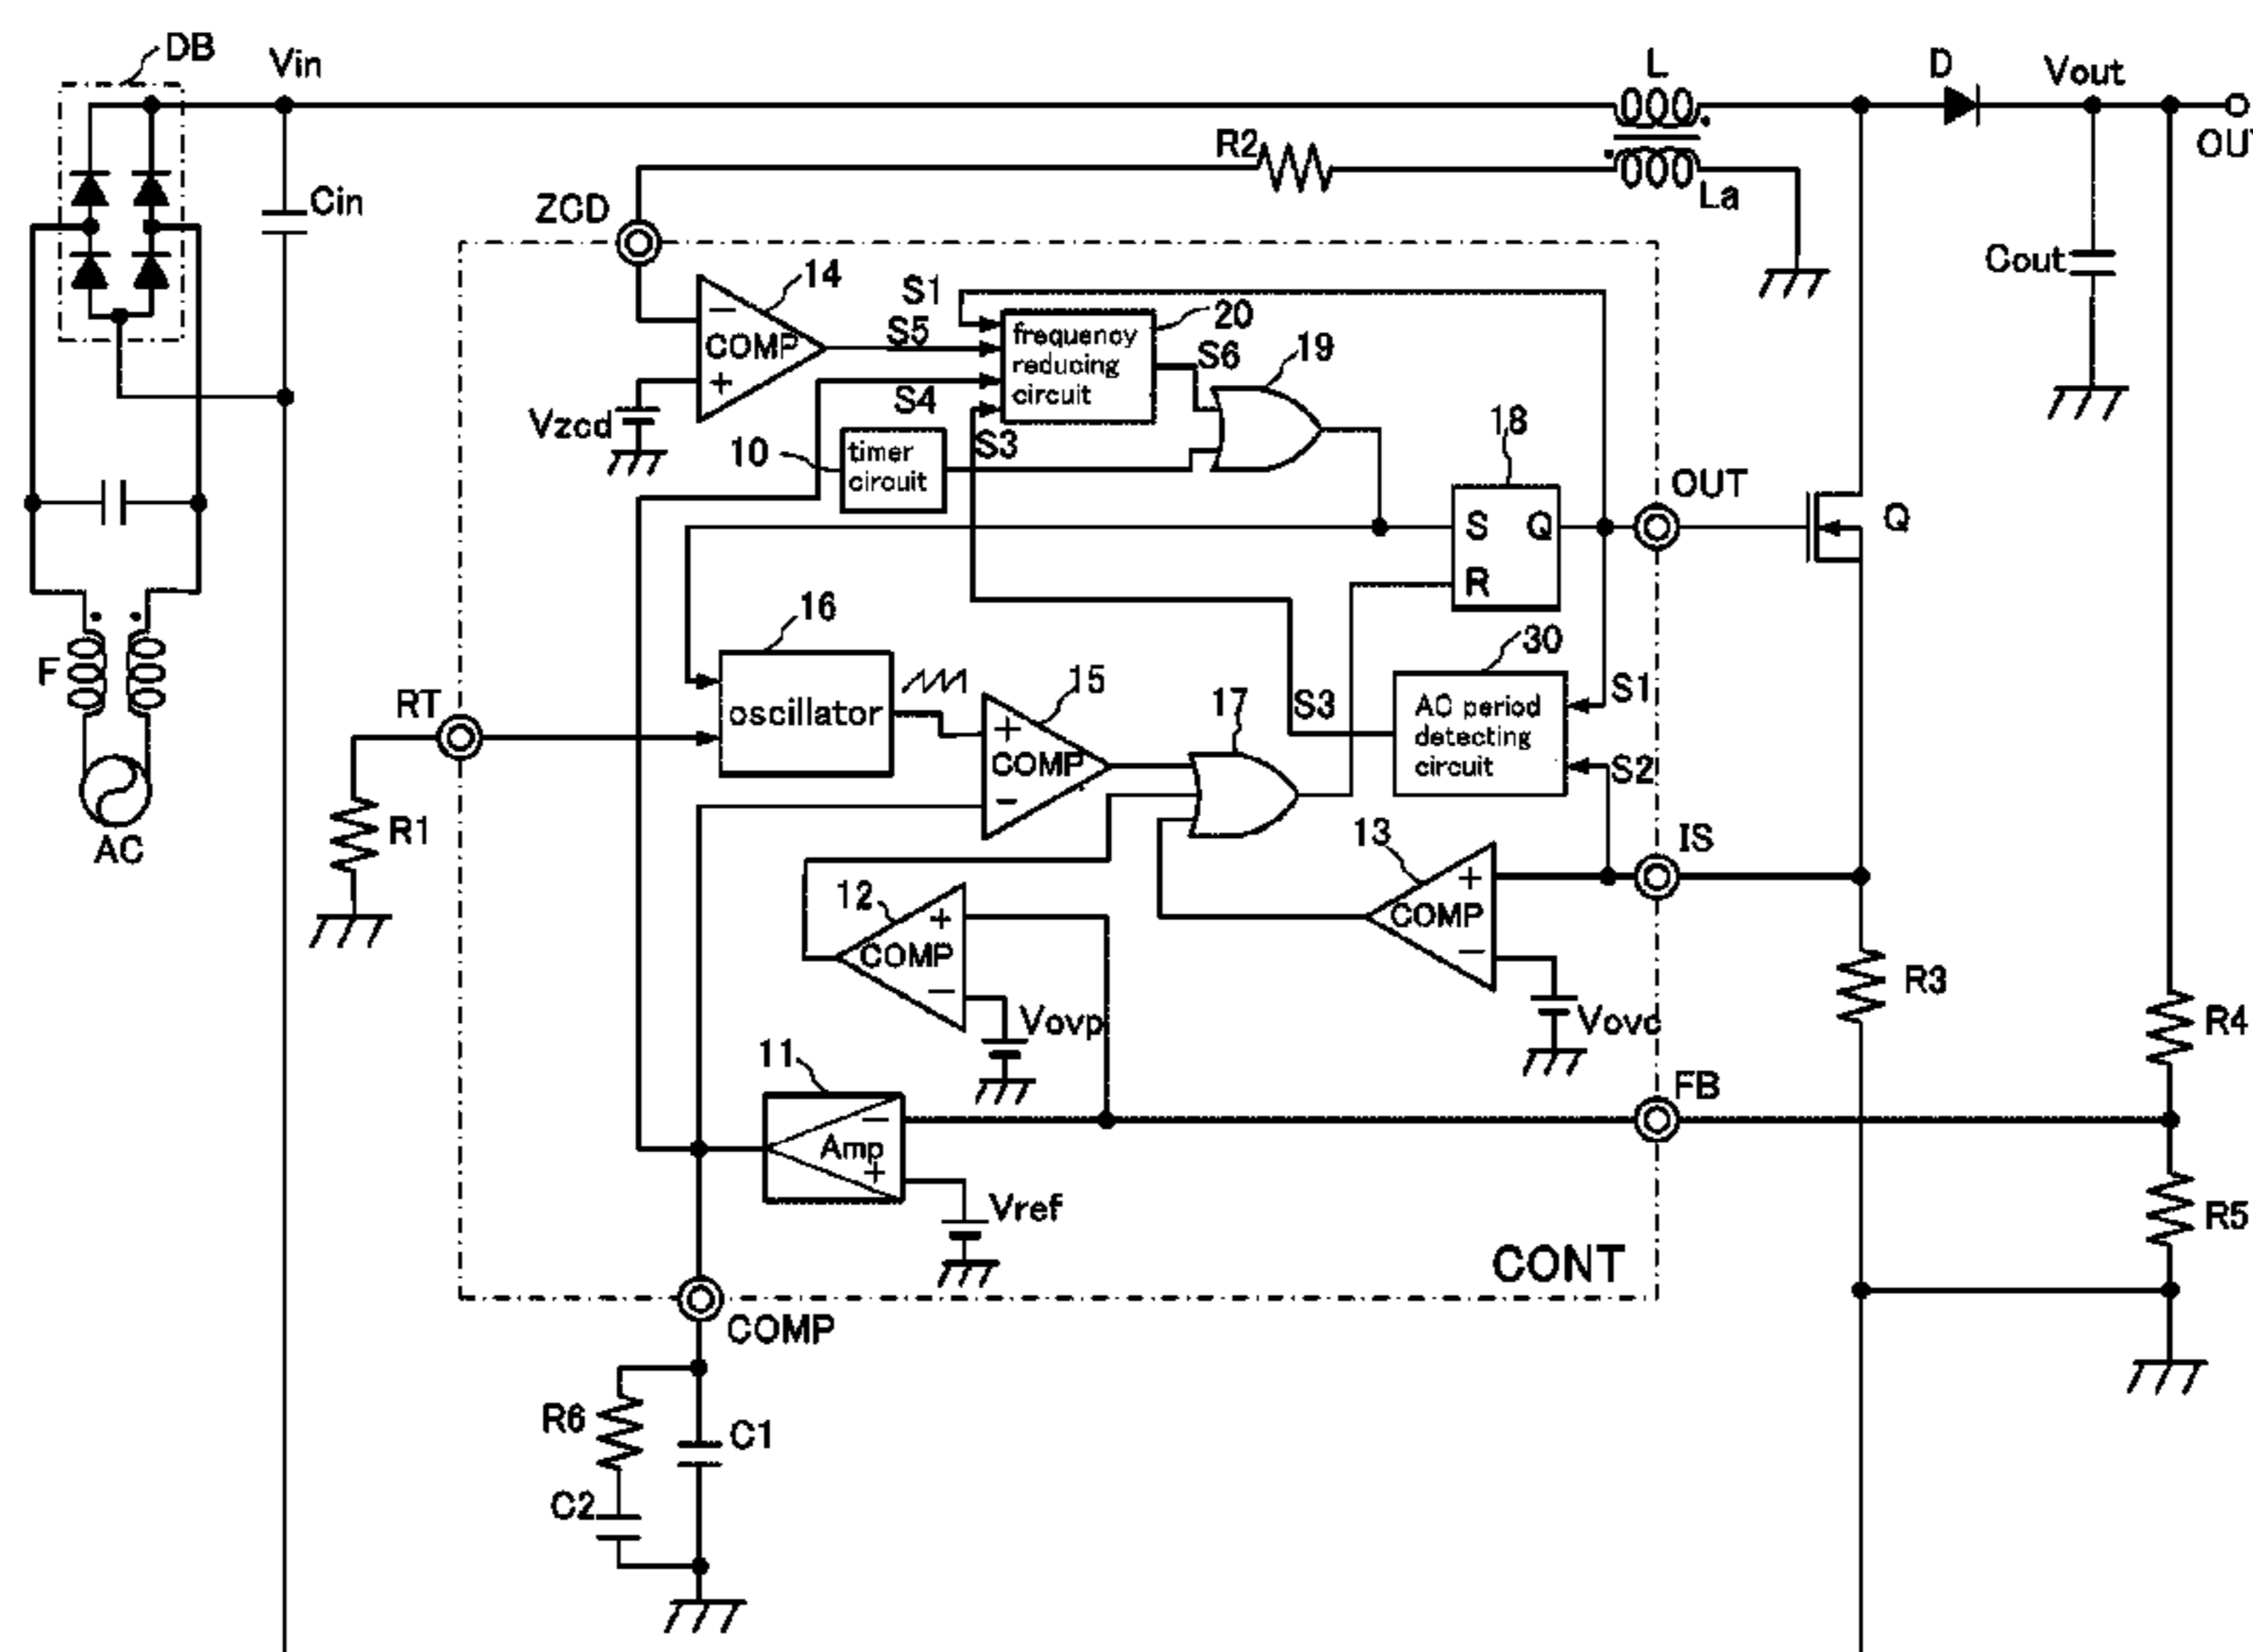 DB
Vin
L
D
Vout
OU
R2
Cin
ZCD
La
Cout
14
S1
20
COMP
S5
frequency
reducing
circuit
S6
19
S4
Vzcd
S3
10
timer
circuit
18
OUT
S
Q
Q
R
16
30
F
RT
15
17
S3
S1
oscillator
AC period
detecting
circuit
COMP
S2
R1
13
IS
AC
12
COMP
COMP
R3
Vovp
Vovc
R4
11
FB
Amp
Vref
R5
CONT
COMP
R6
C1
C2
+
−
+
−
+
−
+
−
−
+